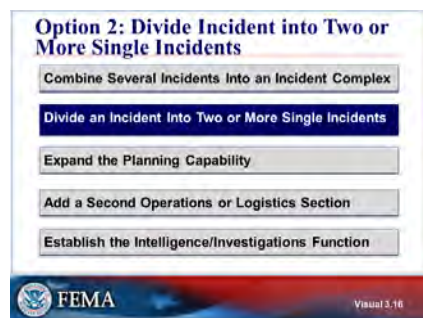 Option 2: Divide Incident into Two or
More Single Incidents
Combine Several Incidents Into an Incident Complex
Divide an Incident Into Two or More Single Incidents
Expand the Planning Capability
Add a Second Operations or Logistics Section
Establish the Intelligence/Investigations Function
FEMA
Visual 3.16